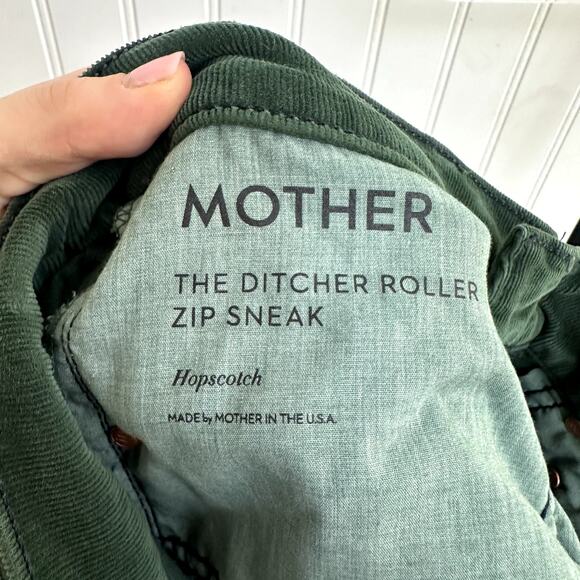 MOTHER
THE DITCHER ROLLER
ZIP SNEAK
Hopscotch
MADE by MOTHER IN THE U.S.A.